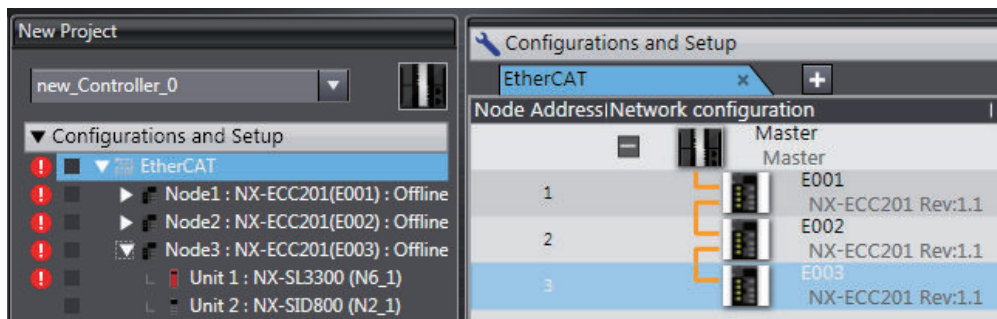 New Project
new_Controller_0
Configurations and Setup
EtherCAT
Node1 : NX-ECC201(E001) : Offline
Node2 : NX-ECC201(E002) : Offline
Node3 : NX-ECC201(E003) : Offline
Unit 1 : NX-SL3300 (N6_1)
Unit 2 : NX-SID800 (N2_1)
Configurations and Setup
EtherCAT
Node Address|Network configuration
Master
Master
E001
1
NX-ECC201 Rev:1.1
E002
2
NX-ECC201 Rev:1.1
E003
3
NX-ECC201 Rev:1.1